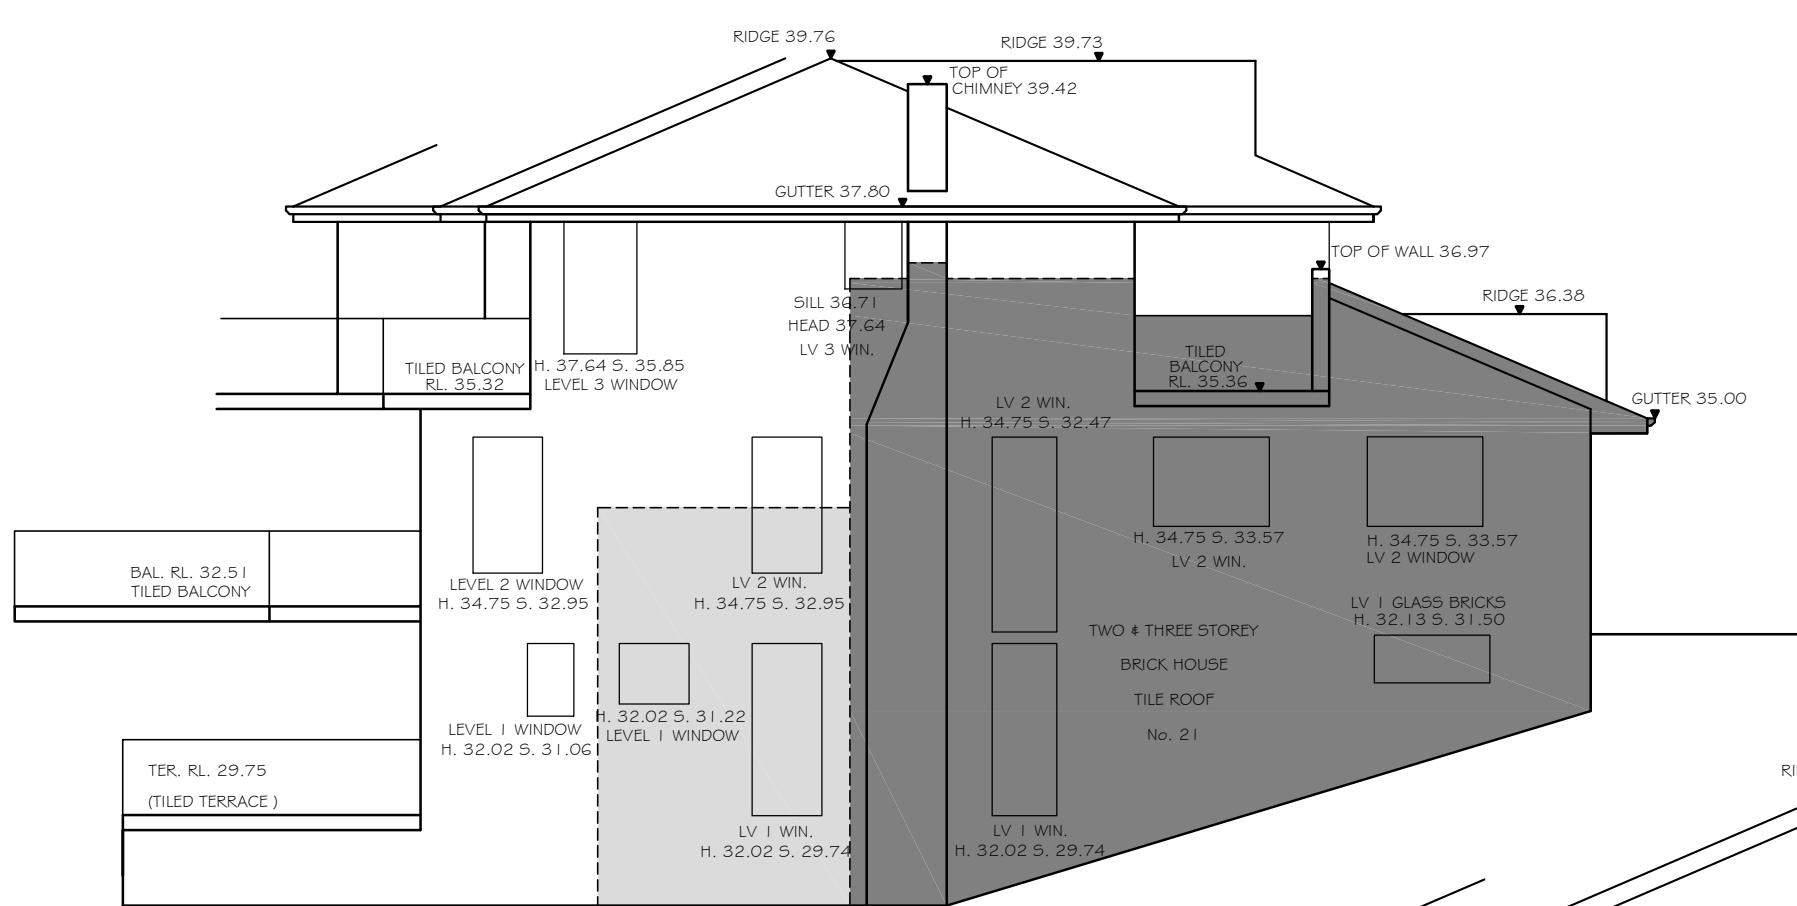 RIDGE 39.76
RIDGE 39.73
TOP OF
CHIMNEY 39.42
GUTTER 37.80
TOP OF WALL 36.97
SILL 36.71
HEAD 37.64
LV 3 WIN.
RIDGE 36.38
TILED BALCONY
RL. 35.32
H. 37.64 S. 35.85
LEVEL 3 WINDOW
TILED
BALCONY
RL. 35.36
GUTTER 35.00
LV 2 WIN.
H. 34.75 S. 32.47
H. 34.75 S. 33.57
LV 2 WIN.
H. 34.75 S. 33.57
LV 2 WINDOW
BAL. RL. 32.51
TILED BALCONY
LEVEL 2 WINDOW
H. 34.75 S. 32.95
LV 2 WIN.
H. 34.75 S. 32.95
LV 1 GLASS BRICKS
H. 32.13 S. 31.50
TWO & THREE STOREY
BRICK HOUSE
TILE ROOF
No. 21
LEVEL 1 WINDOW
H. 32.02 S. 31.06
H. 32.02 S. 31.22
LEVEL 1 WINDOW
TER. RL. 29.75
(TILED TERRACE )
LV 1 WIN.
H. 32.02 S. 29.74
LV 1 WIN.
H. 32.02 S. 29.74